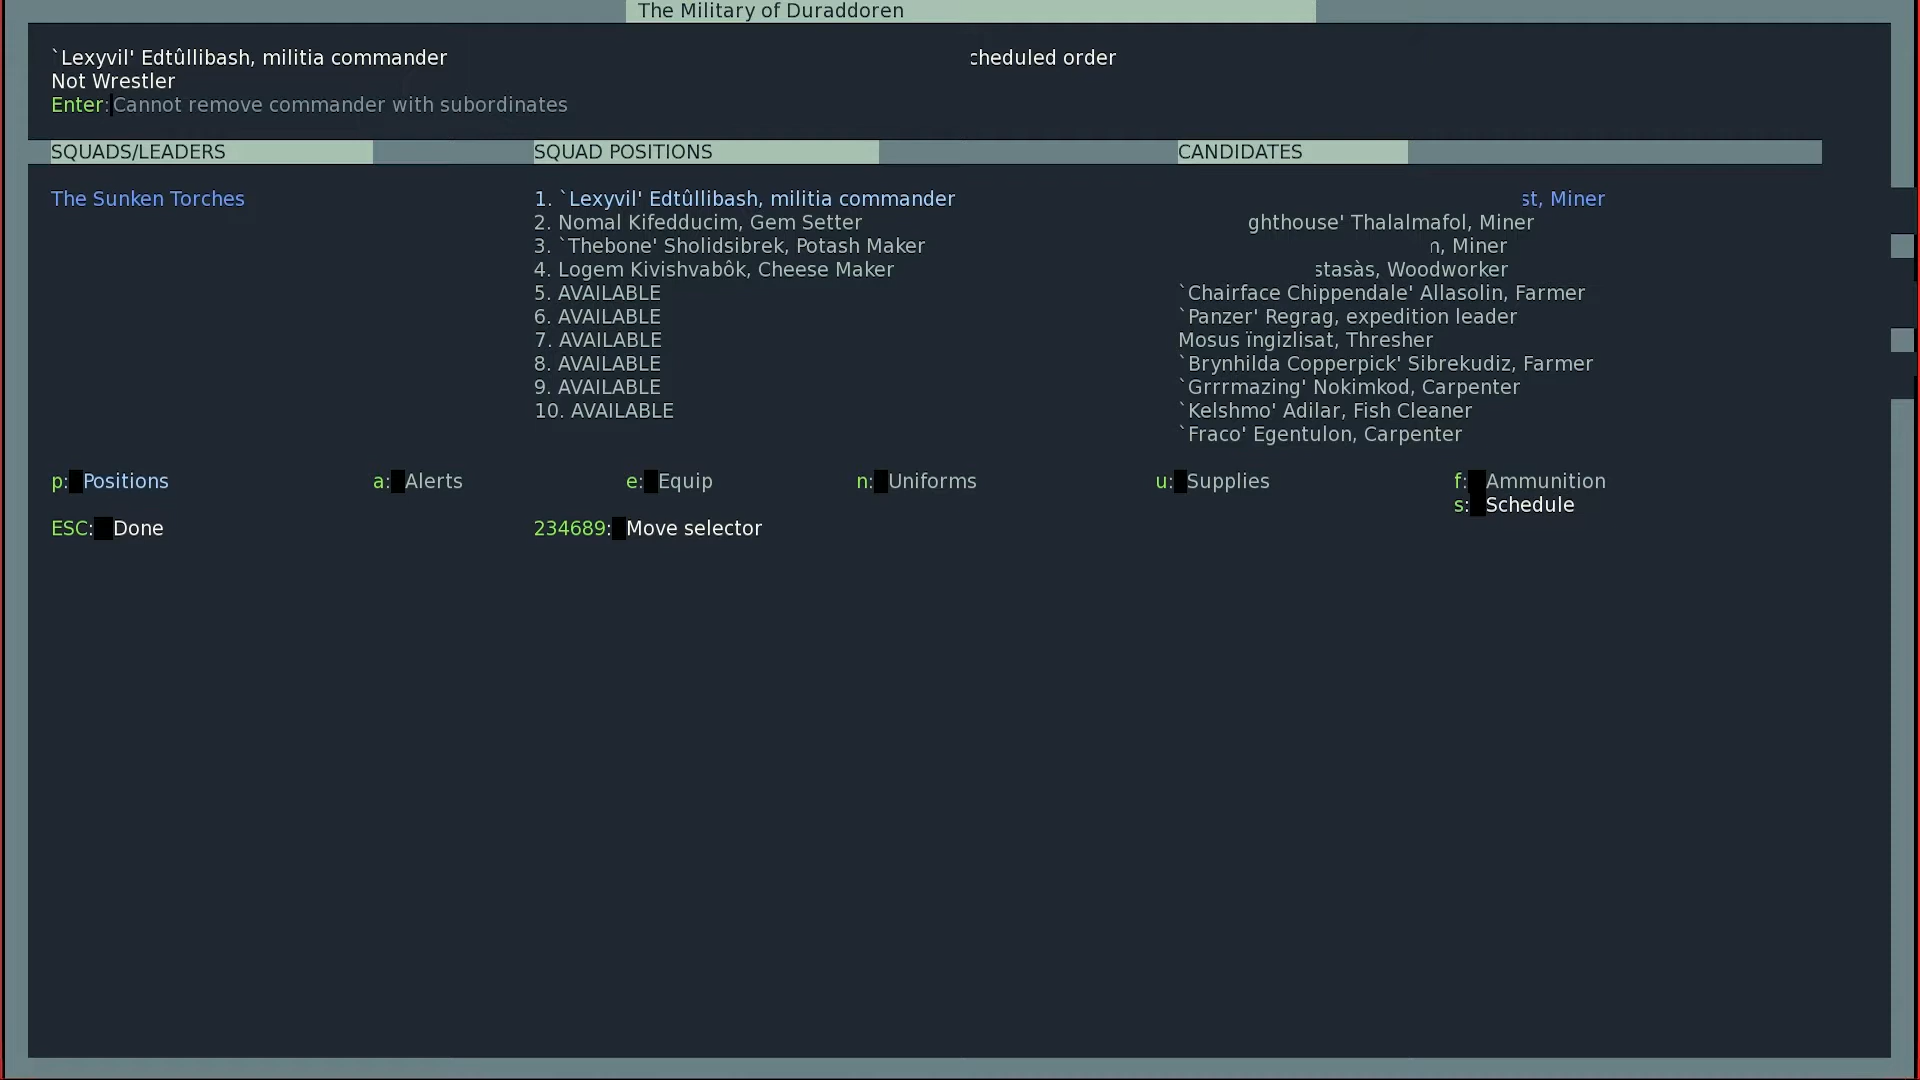 The Military of Duraddoren
`Lexyvil' Edtûllibash, militia commander
cheduled order
Not Wrestler
Enter: Cannot remove commander with subordinates
SQUADS/LEADERS SQUAD POSITIONS CANDIDATES
The Sunken Torches
1. `Lexyvil' Edtûllibash, militia commander
st, Miner
2. Nomal Kifedducim, Gem Setter
ghthouse' Thalalmafol, Miner
3. `Thebone' Sholidsibrek, Potash Maker
n, Miner
4. Logem Kivishvabôk, Cheese Maker
stasàs, Woodworker
5. AVAILABLE
`Chairface Chippendale' Allasolin, Farmer
6. AVAILABLE
`Panzer' Regrag, expedition leader
7. AVAILABLE
Mosus ïngizlisat, Thresher
8. AVAILABLE
`Brynhilda Copperpick' Sibrekudiz, Farmer
9. AVAILABLE
`Grrrmazing' Nokimkod, Carpenter
10. AVAILABLE
`Kelshmo' Adilar, Fish Cleaner
`Fraco' Egentulon, Carpenter
p: Positions a: Alerts e: Equip n: Uniforms u: Supplies f: Ammunition
s: Schedule
ESC: Done 234689: Move selector